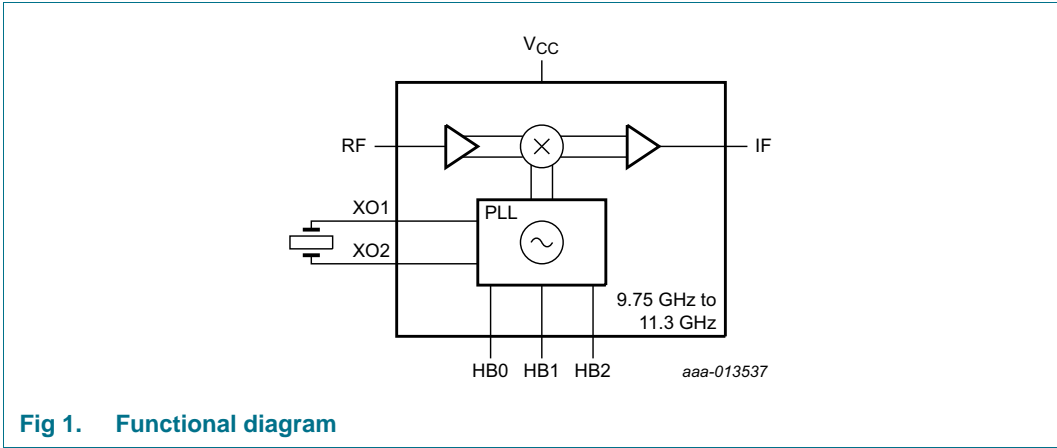 VCC
RF
IF
XO1
PLL
XO2
9.75 GHz to
11.3 GHz
HB0 HB1 HB2
aaa-013537
Fig 1. Functional diagram